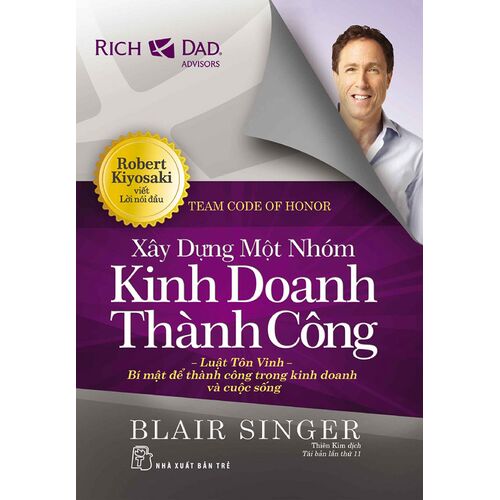 RICH DAD®
ADVISORS
Robert
Kiyosaki
viết
Lời nói đầu
TEAM CODE OF HONOR
Xây Dựng Một Nhóm
Kinh Doanh
Thành Công
– Luật Tôn Vinh –
Bí mật để thành công trong kinh doanh
và cuộc sống
BLAIR SINGER
Thiên Kim dịch
Tái bản lần thứ 11
NHÀ XUẤT BẢN TRẺ